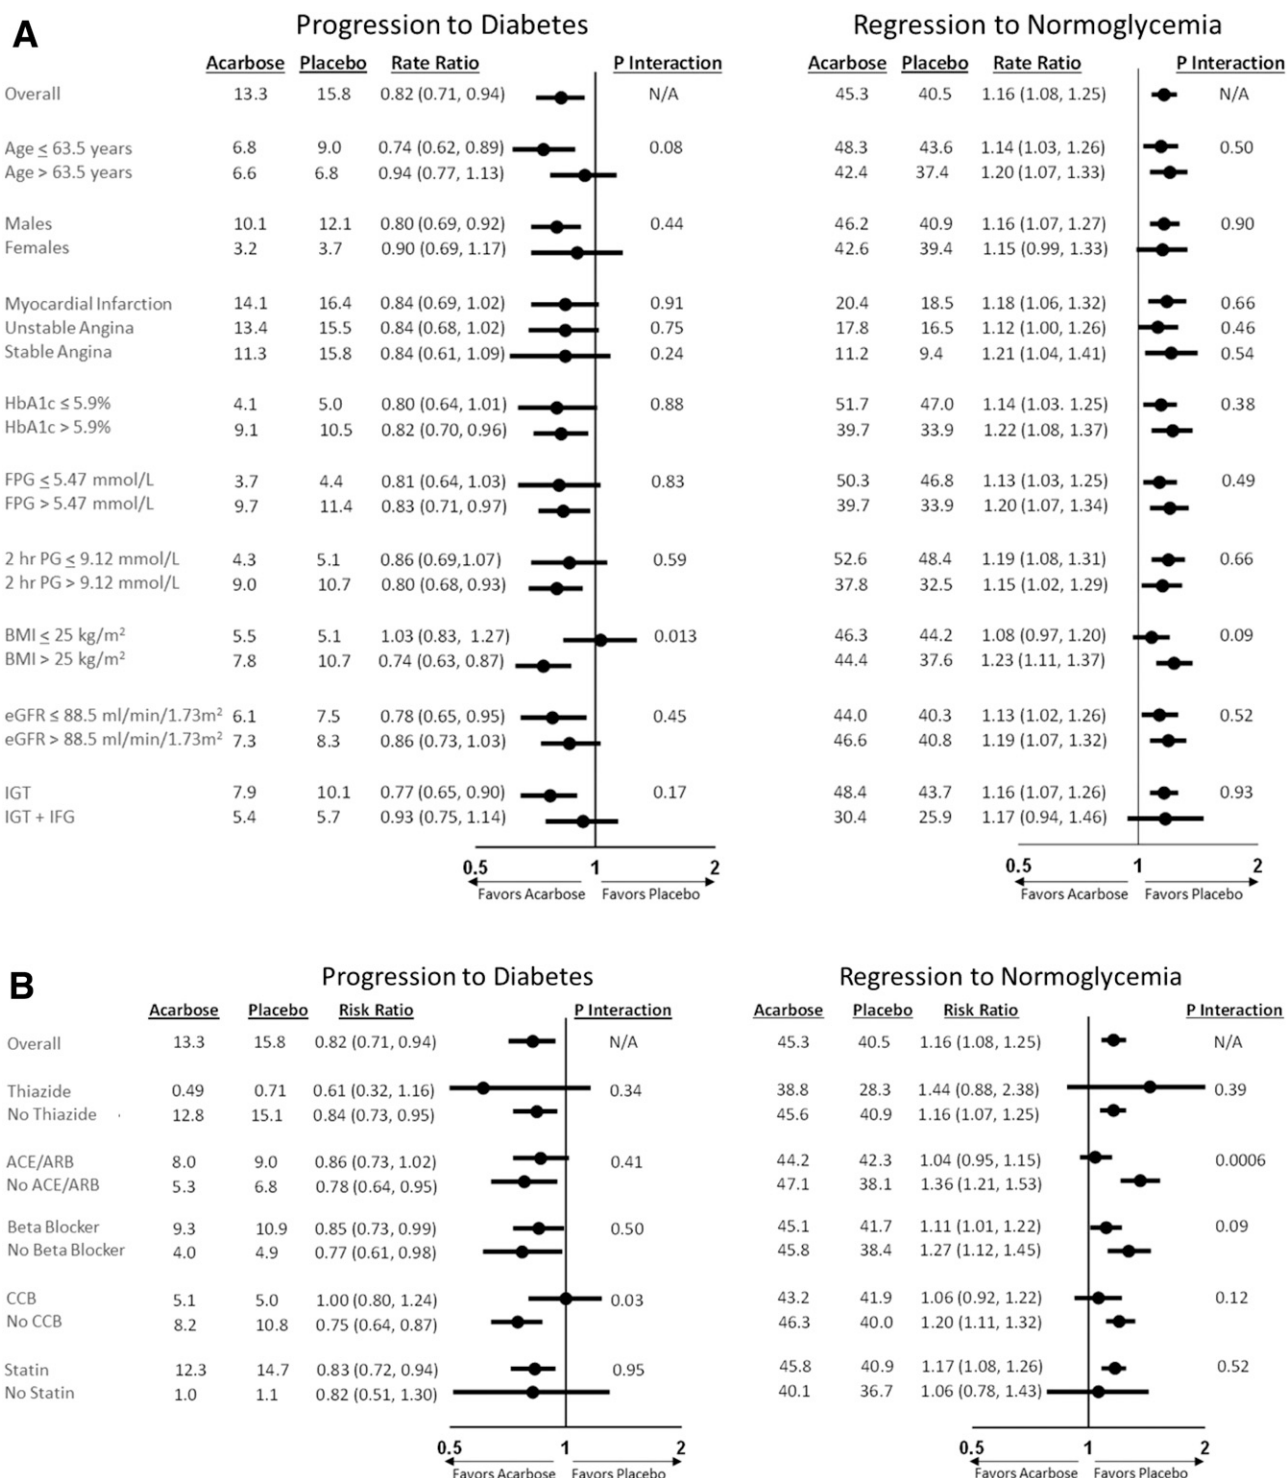 A
Progression to Diabetes Regression to Normoglycemia
Acarbose Placebo Rate Ratio P Interaction Acarbose Placebo Rate Ratio P Interaction
Overall 13.3 15.8 0.82 (0.71, 0.94) N/A 45.3 40.5 1.16 (1.08, 1.25) N/A
Age ≤ 63.5 years 6.8 9.0 0.74 (0.62, 0.89) 0.08 48.3 43.6 1.14 (1.03, 1.26) 0.50
Age > 63.5 years 6.6 6.8 0.94 (0.77, 1.13) 42.4 37.4 1.20 (1.07, 1.33)
Males 10.1 12.1 0.80 (0.69, 0.92) 0.44 46.2 40.9 1.16 (1.07, 1.27) 0.90
Females 3.2 3.7 0.90 (0.69, 1.17) 42.6 39.4 1.15 (0.99, 1.33)
Myocardial Infarction 14.1 16.4 0.84 (0.69, 1.02) 0.91 20.4 18.5 1.18 (1.06, 1.32) 0.66
Unstable Angina 13.4 15.5 0.84 (0.68, 1.02) 0.75 17.8 16.5 1.12 (1.00, 1.26) 0.46
Stable Angina 11.3 15.8 0.84 (0.61, 1.09) 0.24 11.2 9.4 1.21 (1.04, 1.41) 0.54
HbA1c ≤ 5.9% 4.1 5.0 0.80 (0.64, 1.01) 0.88 51.7 47.0 1.14 (1.03. 1.25) 0.38
HbA1c > 5.9% 9.1 10.5 0.82 (0.70, 0.96) 39.7 33.9 1.22 (1.08, 1.37)
FPG ≤ 5.47 mmol/L 3.7 4.4 0.81 (0.64, 1.03) 0.83 50.3 46.8 1.13 (1.03, 1.25) 0.49
FPG > 5.47 mmol/L 9.7 11.4 0.83 (0.71, 0.97) 39.7 33.9 1.20 (1.07, 1.34)
2 hr PG ≤ 9.12 mmol/L 4.3 5.1 0.86 (0.69,1.07) 0.59 52.6 48.4 1.19 (1.08, 1.31) 0.66
2 hr PG > 9.12 mmol/L 9.0 10.7 0.80 (0.68, 0.93) 37.8 32.5 1.15 (1.02, 1.29)
BMI ≤ 25 kg/m² 5.5 5.1 1.03 (0.83, 1.27) 0.013 46.3 44.2 1.08 (0.97, 1.20) 0.09
BMI > 25 kg/m² 7.8 10.7 0.74 (0.63, 0.87) 44.4 37.6 1.23 (1.11, 1.37)
eGFR ≤ 88.5 ml/min/1.73m² 6.1 7.5 0.78 (0.65, 0.95) 0.45 44.0 40.3 1.13 (1.02, 1.26) 0.52
eGFR > 88.5 ml/min/1.73m² 7.3 8.3 0.86 (0.73, 1.03) 46.6 40.8 1.19 (1.07, 1.32)
IGT 7.9 10.1 0.77 (0.65, 0.90) 0.17 48.4 43.7 1.16 (1.07, 1.26) 0.93
IGT + IFG 5.4 5.7 0.93 (0.75, 1.14) 30.4 25.9 1.17 (0.94, 1.46)
0.5 1 2 0.5 1 2
Favors Acarbose Favors Placebo Favors Acarbose Favors Placebo
B
Progression to Diabetes Regression to Normoglycemia
Acarbose Placebo Risk Ratio P Interaction Acarbose Placebo Risk Ratio P Interaction
Overall 13.3 15.8 0.82 (0.71, 0.94) N/A 45.3 40.5 1.16 (1.08, 1.25) N/A
Thiazide 0.49 0.71 0.61 (0.32, 1.16) 0.34 38.8 28.3 1.44 (0.88, 2.38) 0.39
No Thiazide 12.8 15.1 0.84 (0.73, 0.95) 45.6 40.9 1.16 (1.07, 1.25)
ACE/ARB 8.0 9.0 0.86 (0.73, 1.02) 0.41 44.2 42.3 1.04 (0.95, 1.15) 0.0006
No ACE/ARB 5.3 6.8 0.78 (0.64, 0.95) 47.1 38.1 1.36 (1.21, 1.53)
Beta Blocker 9.3 10.9 0.85 (0.73, 0.99) 0.50 45.1 41.7 1.11 (1.01, 1.22) 0.09
No Beta Blocker 4.0 4.9 0.77 (0.61, 0.98) 45.8 38.4 1.27 (1.12, 1.45)
CCB 5.1 5.0 1.00 (0.80, 1.24) 0.03 43.2 41.9 1.06 (0.92, 1.22) 0.12
No CCB 8.2 10.8 0.75 (0.64, 0.87) 46.3 40.0 1.20 (1.11, 1.32)
Statin 12.3 14.7 0.83 (0.72, 0.94) 0.95 45.8 40.9 1.17 (1.08, 1.26) 0.52
No Statin 1.0 1.1 0.82 (0.51, 1.30) 40.1 36.7 1.06 (0.78, 1.43)
0.5 1 2 0.5 1 2
Favors Acarbose Favors Placebo Favors Acarbose Favors Placebo